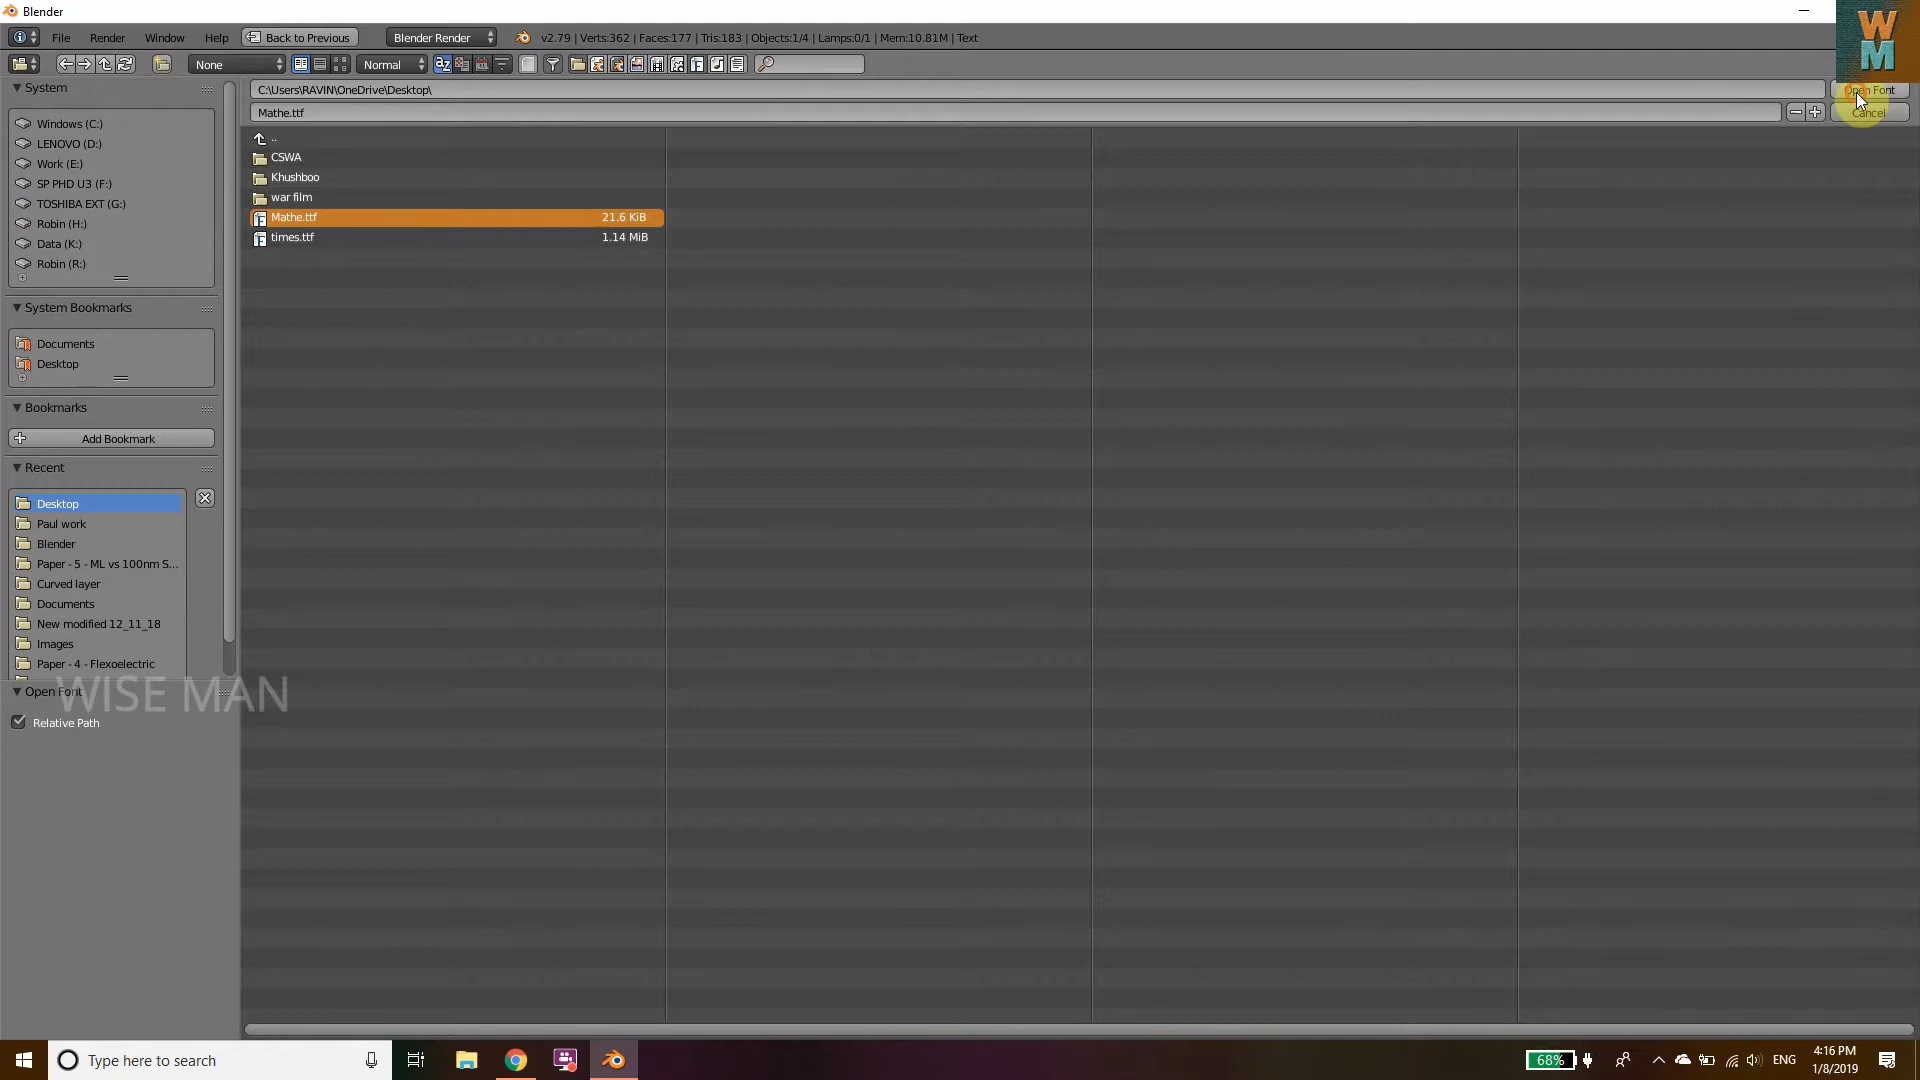 Blender
File Render Window Help Back to Previous Blender Render v2.79 | Verts:362 | Faces:177 | Tris:183 | Objects:1/4 | Lamps:0/1 | Mem:10.81M | Text
WM
None Normal
System
C:\Users\RAVIN\OneDrive\Desktop\
Open Font
Mathe.ttf
Cancel
Windows (C:)
LENOVO (D:)
Work (E:)
SP PHD U3 (F:)
TOSHIBA EXT (G:)
Robin (H:)
Data (K:)
Robin (R:)
..
CSWA
Khushboo
war film
Mathe.ttf 21.6 KiB
times.ttf 1.14 MiB
System Bookmarks
Documents
Desktop
Bookmarks
Add Bookmark
Recent
Desktop
Paul work
Blender
Paper - 5 - ML vs 100nm S...
Curved layer
Documents
New modified 12_11_18
Images
Paper - 4 - Flexoelectric
Open Font
WISE MAN
Relative Path
Type here to search
68%
ENG
4:16 PM
1/8/2019